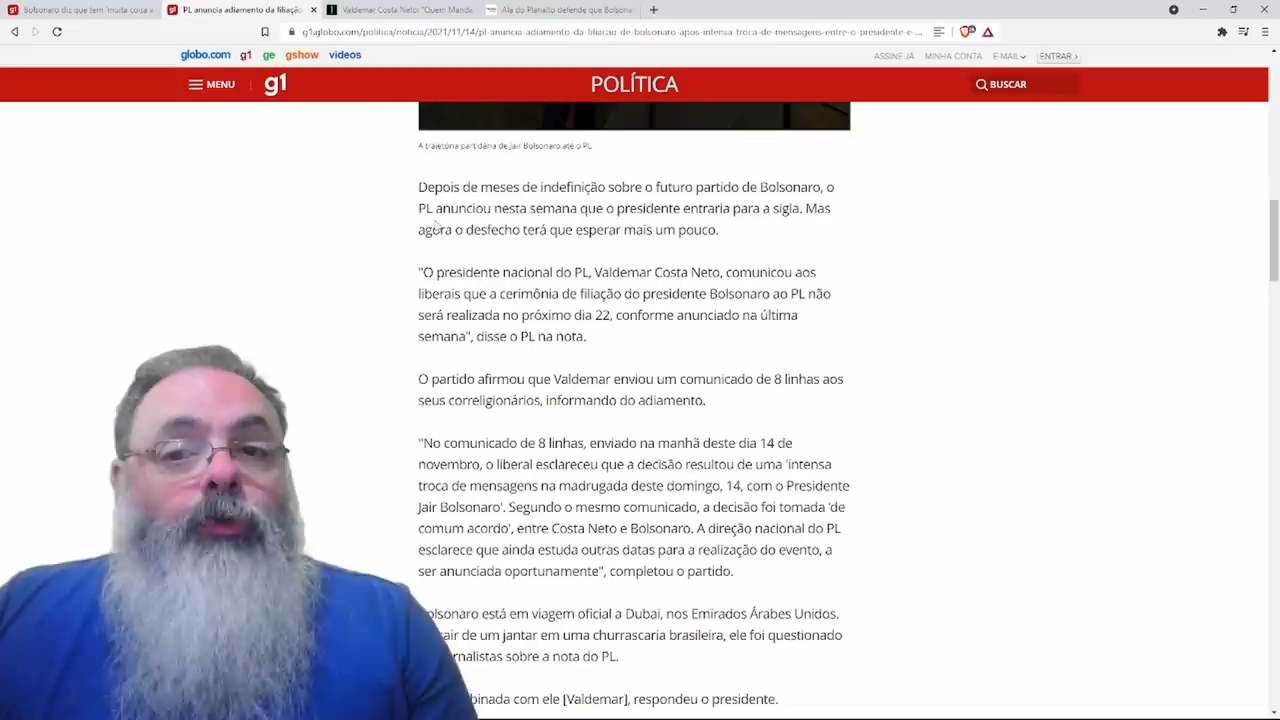 Bolsonaro diz que tem 'muita coisa a
PL anuncia adiamento da filiação
Valdemar Costa Neto: "Quem Manda
Ala do Planalto defende que Bolsona
g1.globo.com/politica/noticia/2021/11/14/pl-anuncia-adiamento-da-filiacao-de-bolsonaro-apos-intensa-troca-de-mensagens-entre-o-presidente-e-...
globo.com g1 ge gshow videos
ASSINE JÁ MINHA CONTA E-MAIL ENTRAR ›
MENU g1 POLÍTICA BUSCAR
A trajetória partidária de Jair Bolsonaro até o PL
Depois de meses de indefinição sobre o futuro partido de Bolsonaro, o
PL anunciou nesta semana que o presidente entraria para a sigla. Mas
agora o desfecho terá que esperar mais um pouco.
"O presidente nacional do PL, Valdemar Costa Neto, comunicou aos
liberais que a cerimônia de filiação do presidente Bolsonaro ao PL não
será realizada no próximo dia 22, conforme anunciado na última
semana", disse o PL na nota.
O partido afirmou que Valdemar enviou um comunicado de 8 linhas aos
seus correligionários, informando do adiamento.
"No comunicado de 8 linhas, enviado na manhã deste dia 14 de
novembro, o liberal esclareceu que a decisão resultou de uma 'intensa
troca de mensagens na madrugada deste domingo, 14, com o Presidente
Jair Bolsonaro'. Segundo o mesmo comunicado, a decisão foi tomada 'de
comum acordo', entre Costa Neto e Bolsonaro. A direção nacional do PL
esclarece que ainda estuda outras datas para a realização do evento, a
ser anunciada oportunamente", completou o partido.
olsonaro está em viagem oficial a Dubai, nos Emirados Árabes Unidos.
air de um jantar em uma churrascaria brasileira, ele foi questionado
rnalistas sobre a nota do PL.
binada com ele [Valdemar], respondeu o presidente.